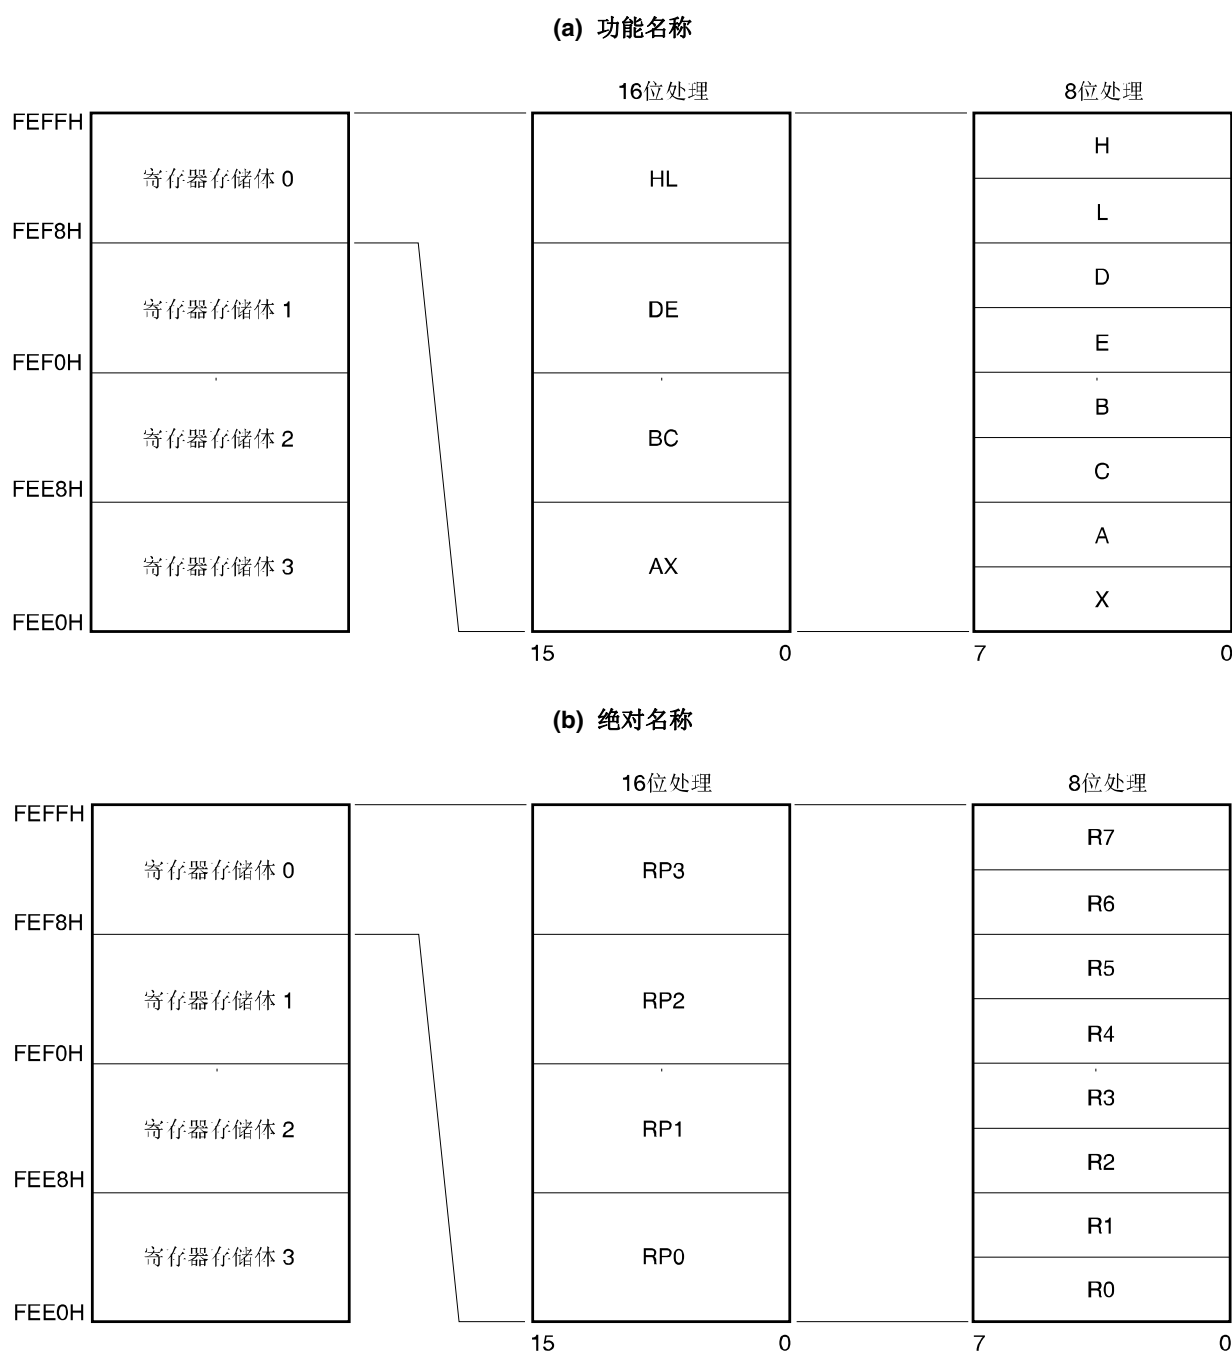 (a) 功能名称
16位处理
8位处理
FEFFH
寄存器存储体 0
HL
H
L
FEF8H
寄存器存储体 1
DE
D
E
FEF0H
寄存器存储体 2
BC
B
C
FEE8H
寄存器存储体 3
AX
A
X
FEE0H
15
0
7
0
(b) 绝对名称
16位处理
8位处理
FEFFH
寄存器存储体 0
RP3
R7
R6
FEF8H
寄存器存储体 1
RP2
R5
R4
FEF0H
寄存器存储体 2
RP1
R3
R2
FEE8H
寄存器存储体 3
RP0
R1
R0
FEE0H
15
0
7
0